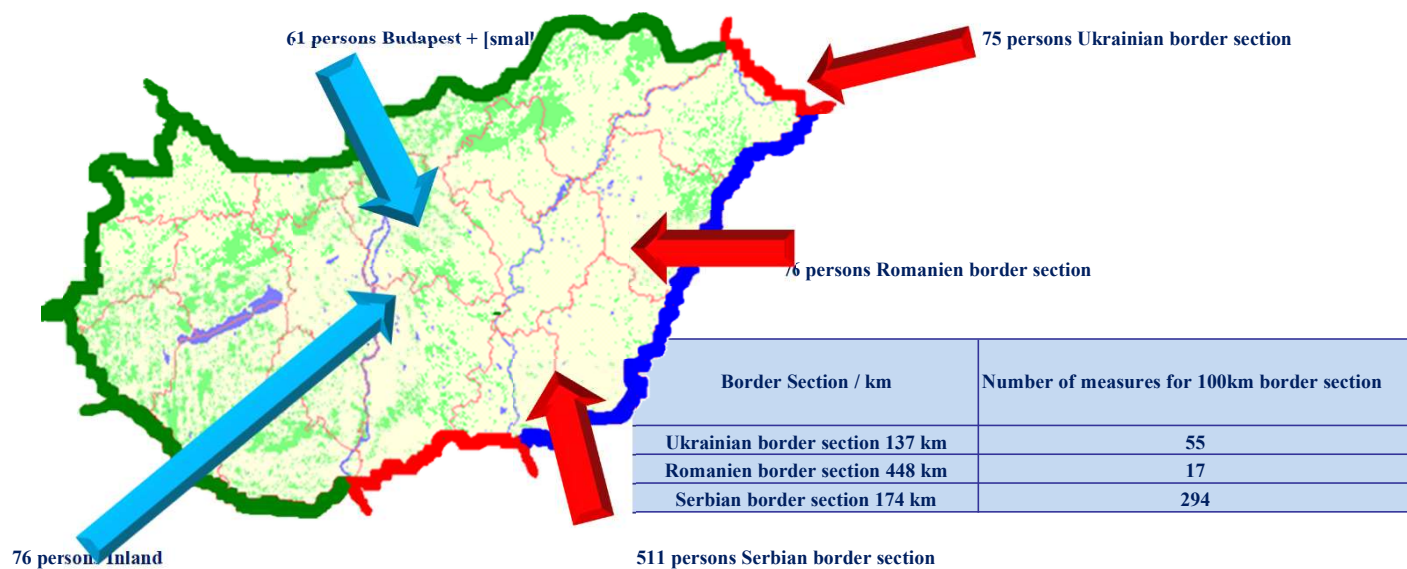 61 persons Budapest + [small
75 persons Ukrainian border section
76 persons Romanien border section
Border Section / km Number of measures for 100km border section
Ukrainian border section 137 km 55
Romanien border section 448 km 17
Serbian border section 174 km 294
76 persons Inland
511 persons Serbian border section